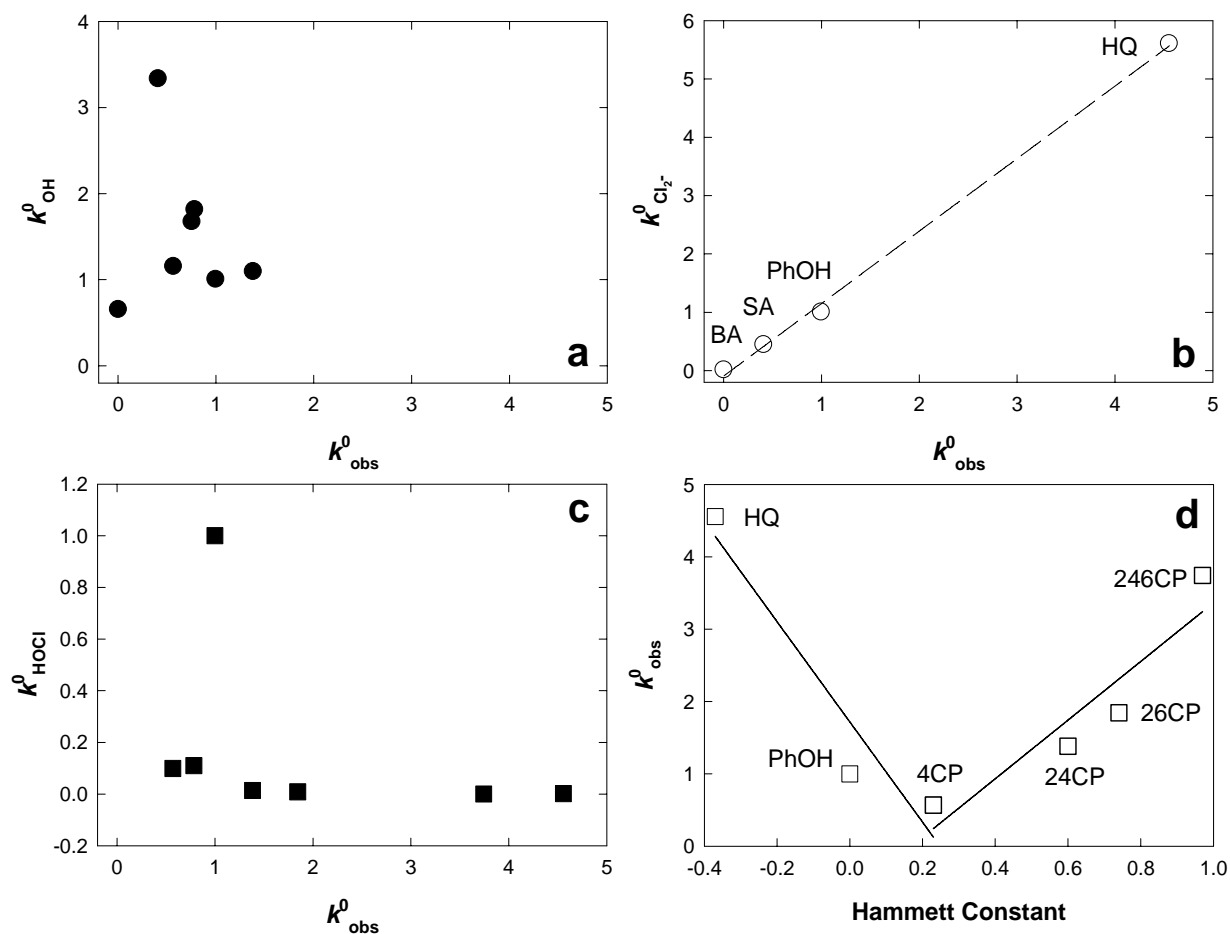 4
3
2
1
0
k⁰OH
a
0 1 2 3 4 5
k⁰obs
6
5
4
3
2
1
0
k⁰Cl₂-
HQ
PhOH
SA
BA
b
0 1 2 3 4 5
k⁰obs
1.2
1.0
0.8
0.6
0.4
0.2
0.0
-0.2
k⁰HOCl
c
0 1 2 3 4 5
k⁰obs
5
4
3
2
1
0
k⁰obs
d
HQ
246CP
26CP
PhOH
4CP
24CP
-0.4 -0.2 0.0 0.2 0.4 0.6 0.8 1.0
Hammett Constant